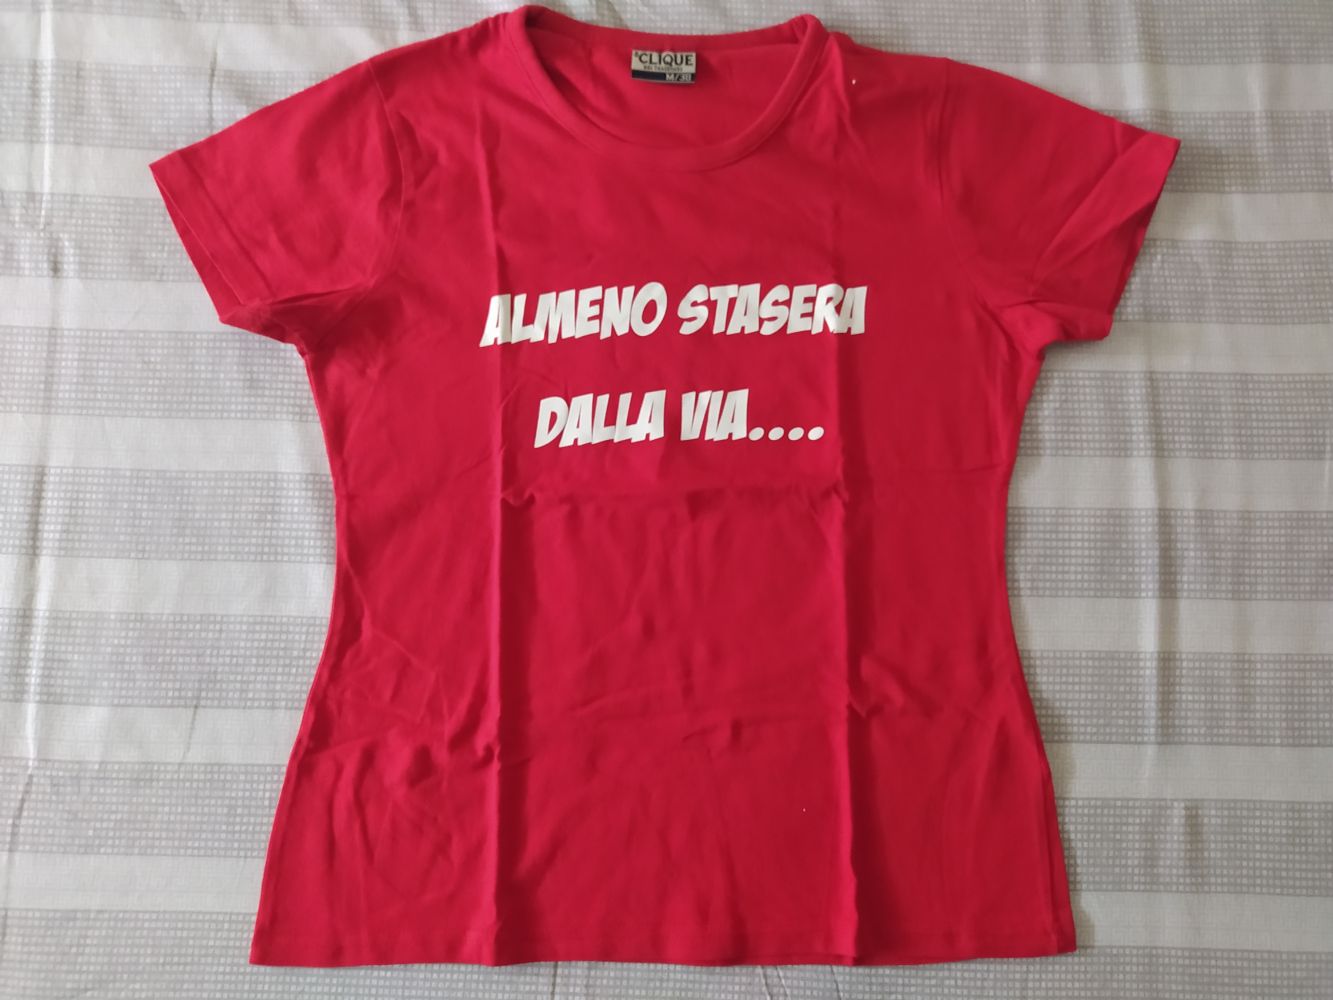 CLIQUE
M/38
ALMENO STASERA
DALLA VIA....